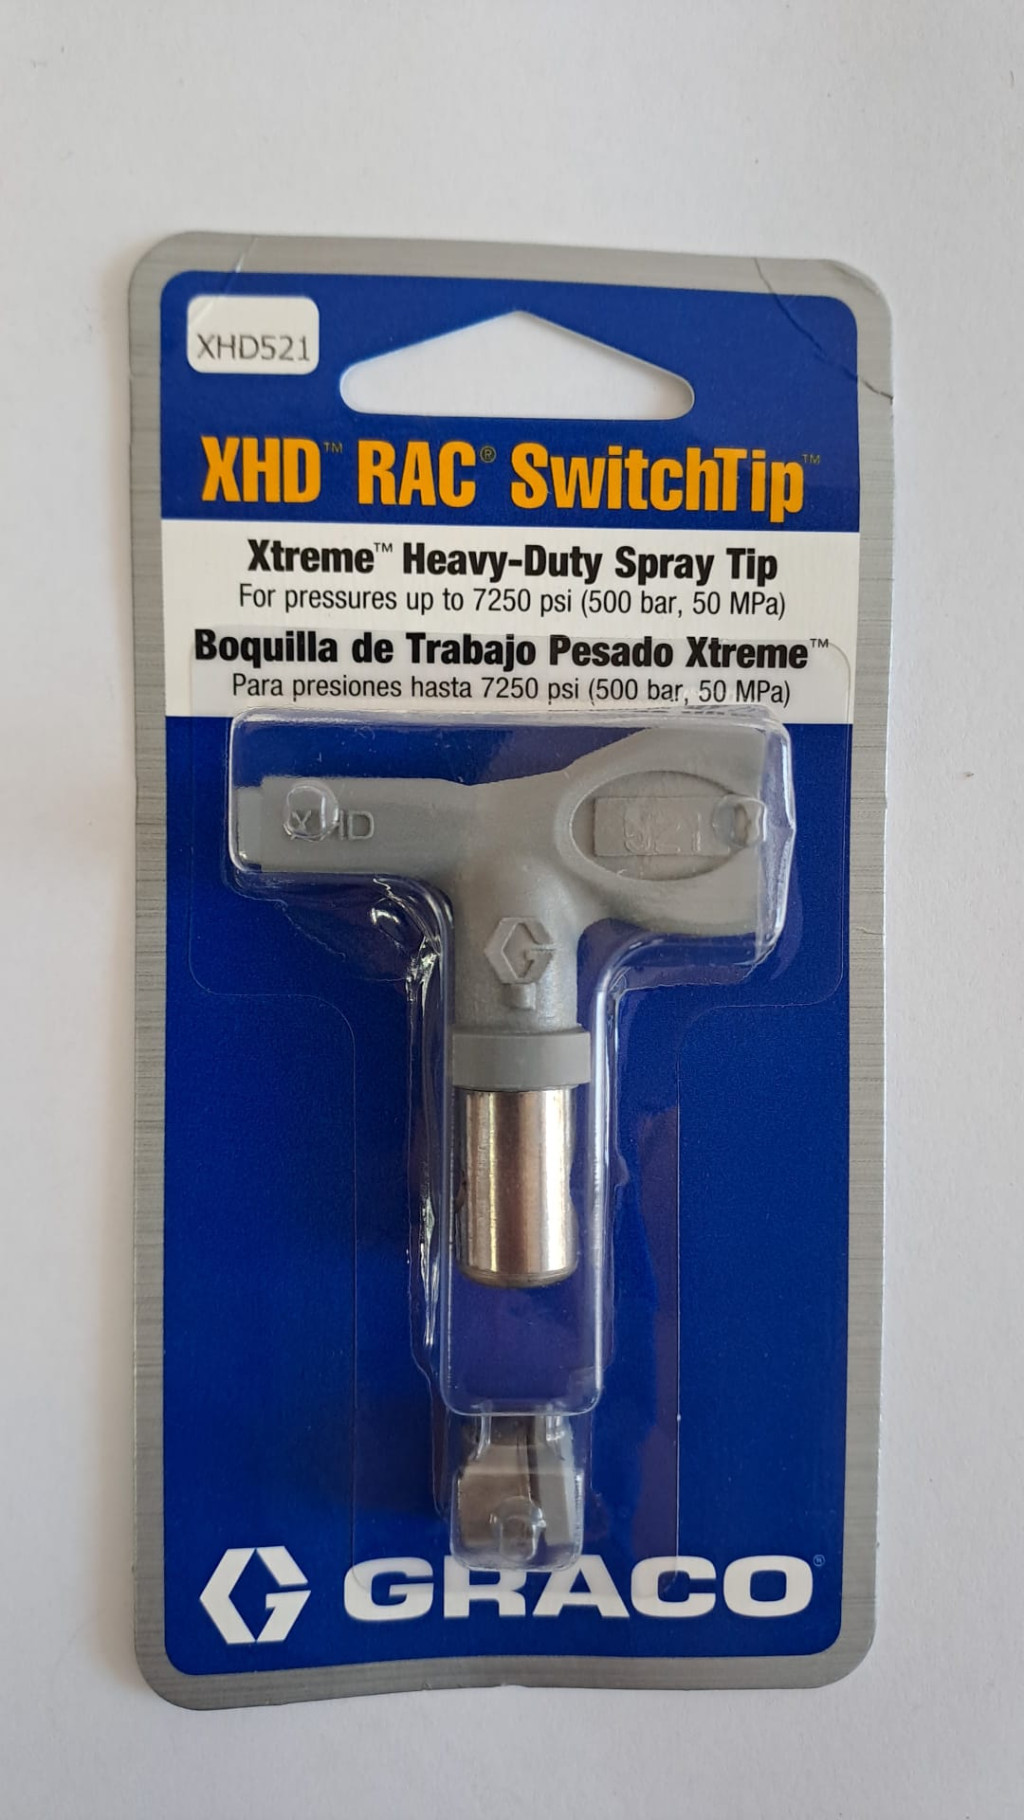 XHD521
XHD™ RAC® SwitchTip™
Xtreme™ Heavy-Duty Spray Tip
For pressures up to 7250 psi (500 bar, 50 MPa)
Boquilla de Trabajo Pesado Xtreme™
Para presiones hasta 7250 psi (500 bar, 50 MPa)
XHD 521
G
GRACO®